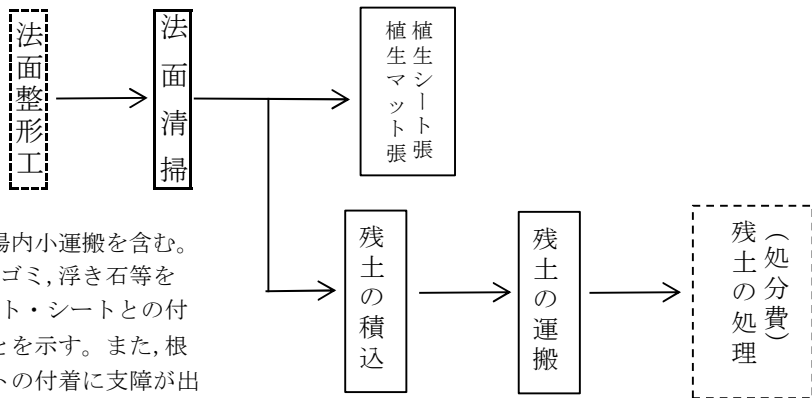 法面整形工
法面清掃
植生シート張
植生マット張
残土の積込
残土の運搬
残土の処理
（処分費）
場内小運搬を含む。
ゴミ,浮き石等を
ト・シートとの付
とを示す。また,根
トの付着に支障が出